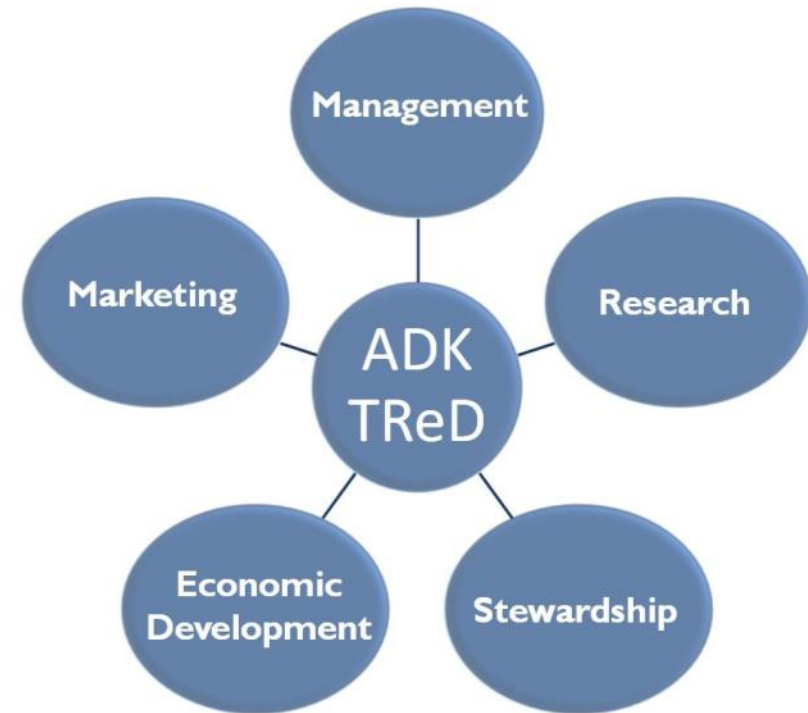 Management
Marketing
Research
ADK
TReD
Economic
Development
Stewardship